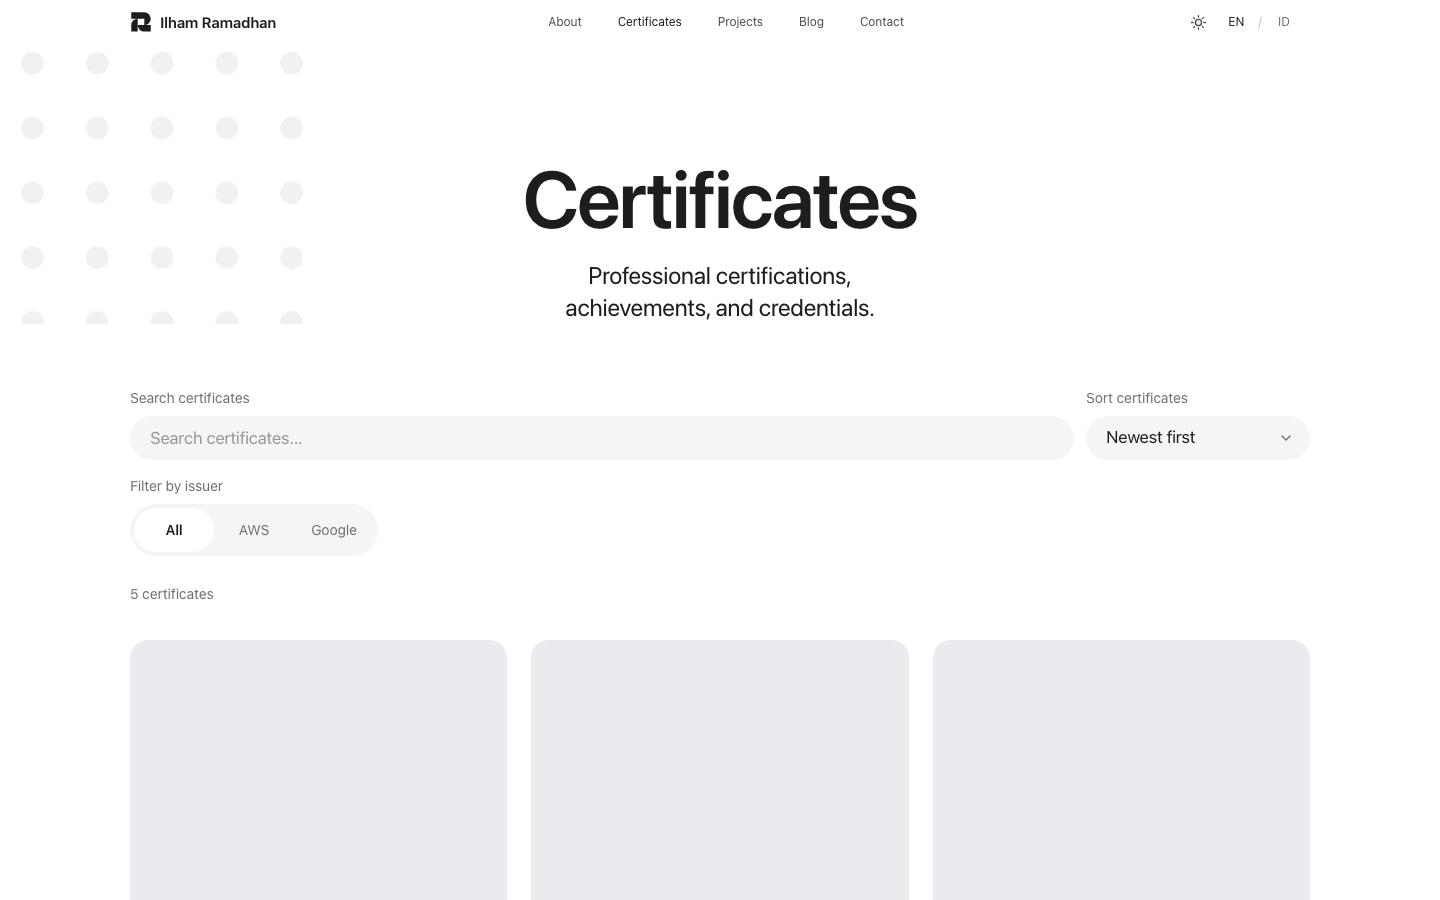 Ilham Ramadhan
About Certificates Projects Blog Contact
EN / ID
Certificates
Professional certifications,
achievements, and credentials.
Search certificates
Sort certificates
Search certificates...
Newest first
Filter by issuer
All AWS Google
5 certificates